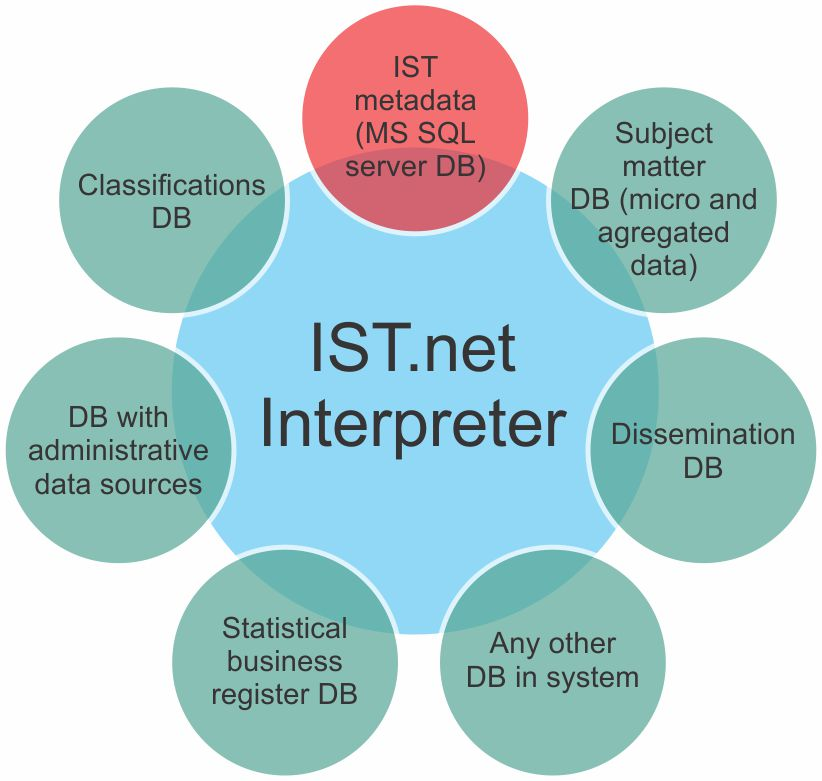 IST
metadata
(MS SQL
server DB)
Subject
matter
DB (micro and
agregated
data)
Classifications
DB
IST.net
Interpreter
DB with
administrative
data sources
Dissemination
DB
Statistical
business
register DB
Any other
DB in system